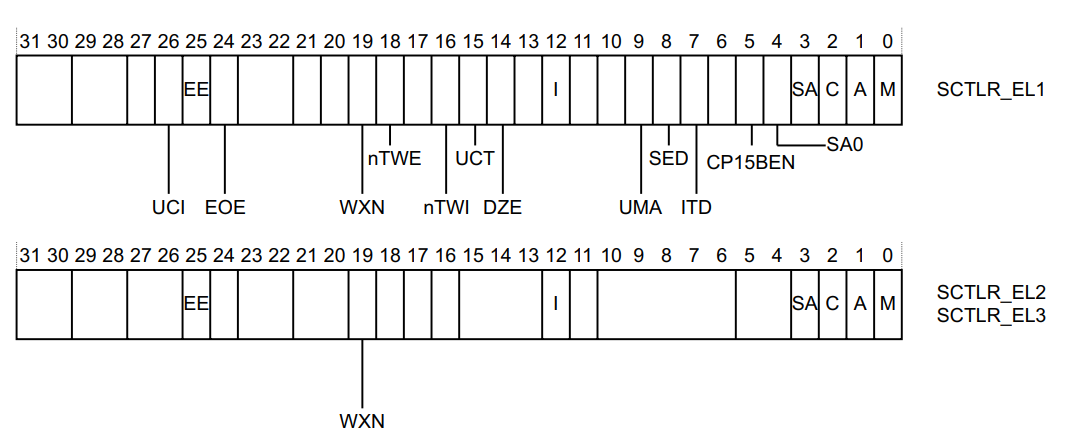 31 30 29 28 27 26 25 24 23 22 21 20 19 18 17 16 15 14 13 12 11 10 9 8 7 6 5 4 3 2 1 0
EE I SA C A M SCTLR_EL1
nTWE UCT SED CP15BEN SA0
UCI EOE WXN nTWI DZE UMA ITD
31 30 29 28 27 26 25 24 23 22 21 20 19 18 17 16 15 14 13 12 11 10 9 8 7 6 5 4 3 2 1 0
EE I SA C A M SCTLR_EL2
SCTLR_EL3
WXN